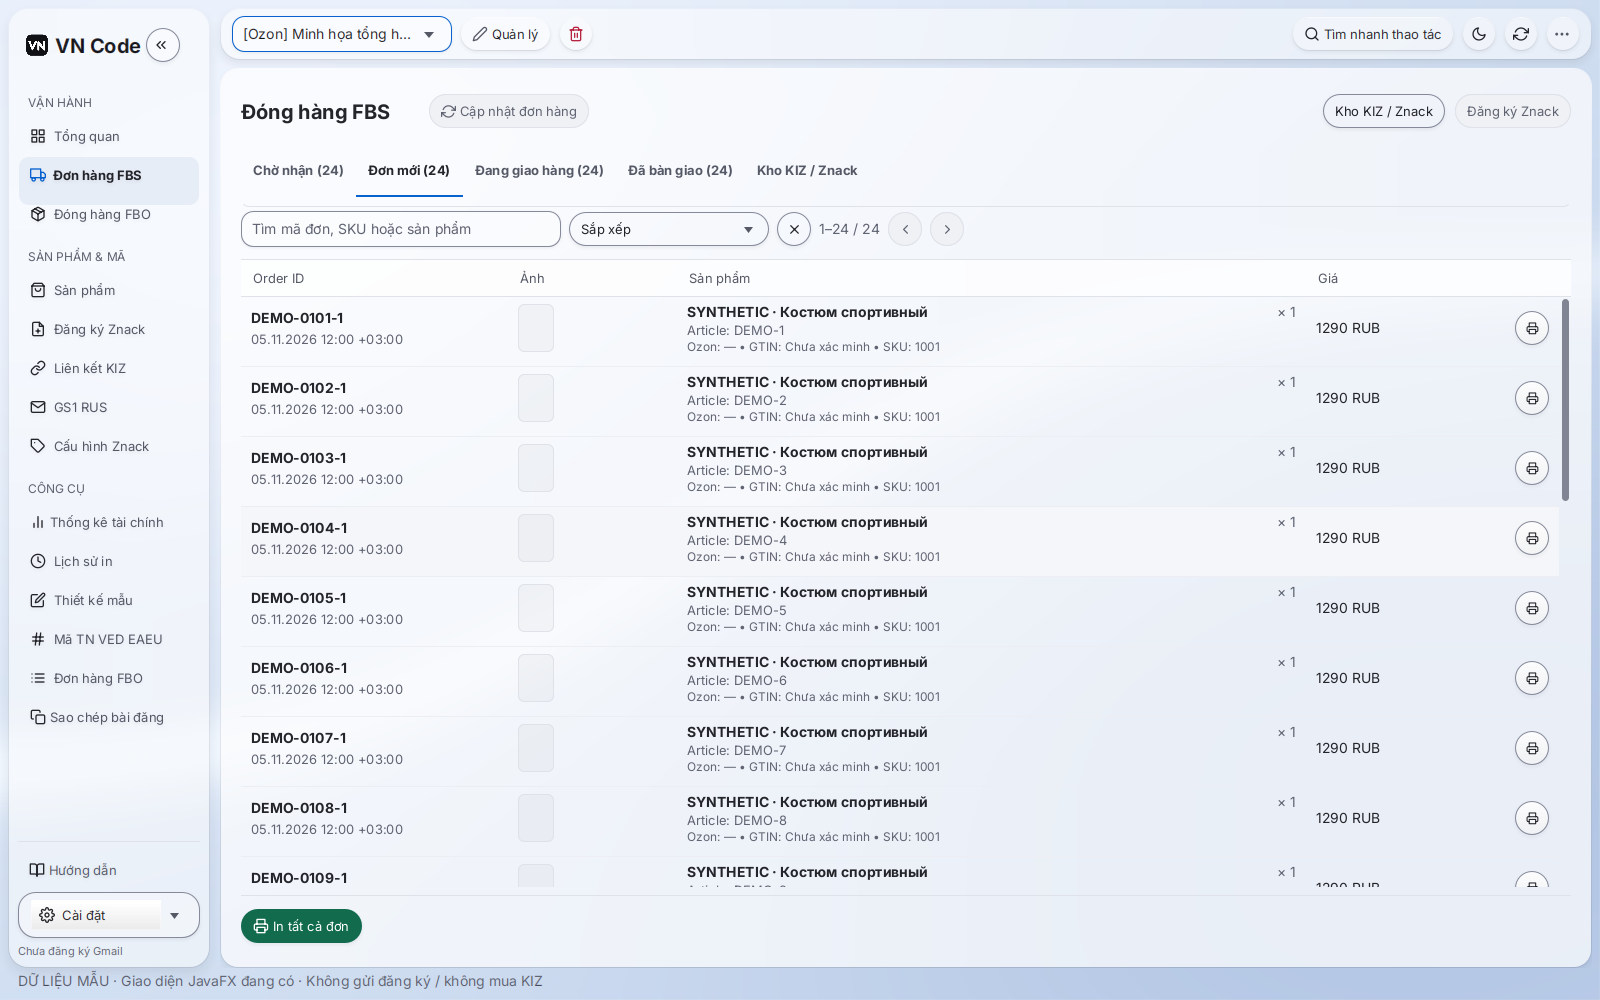 VN VN Code
VẬN HÀNH
Tổng quan
Đơn hàng FBS
Đóng hàng FBO
SẢN PHẨM & MÃ
Sản phẩm
Đăng ký Znack
Liên kết KIZ
GS1 RUS
Cấu hình Znack
CÔNG CỤ
Thống kê tài chính
Lịch sử in
Thiết kế mẫu
Mã TN VED EAEU
Đơn hàng FBO
Sao chép bài đăng
Hướng dẫn
Cài đặt
Chưa đăng ký Gmail
[Ozon] Minh họa tổng h...
Quản lý
Tìm nhanh thao tác
Đóng hàng FBS
Cập nhật đơn hàng
Kho KIZ / Znack
Đăng ký Znack
Chờ nhận (24)
Đơn mới (24)
Đang giao hàng (24)
Đã bàn giao (24)
Kho KIZ / Znack
Tìm mã đơn, SKU hoặc sản phẩm
Sắp xếp
1–24 / 24
Order ID
Ảnh
Sản phẩm
Giá
DEMO-0101-1
05.11.2026 12:00 +03:00
SYNTHETIC · Костюм спортивный
× 1
Article: DEMO-1
Ozon: — • GTIN: Chưa xác minh • SKU: 1001
1290 RUB
DEMO-0102-1
05.11.2026 12:00 +03:00
SYNTHETIC · Костюм спортивный
× 1
Article: DEMO-2
Ozon: — • GTIN: Chưa xác minh • SKU: 1001
1290 RUB
DEMO-0103-1
05.11.2026 12:00 +03:00
SYNTHETIC · Костюм спортивный
× 1
Article: DEMO-3
Ozon: — • GTIN: Chưa xác minh • SKU: 1001
1290 RUB
DEMO-0104-1
05.11.2026 12:00 +03:00
SYNTHETIC · Костюм спортивный
× 1
Article: DEMO-4
Ozon: — • GTIN: Chưa xác minh • SKU: 1001
1290 RUB
DEMO-0105-1
05.11.2026 12:00 +03:00
SYNTHETIC · Костюм спортивный
× 1
Article: DEMO-5
Ozon: — • GTIN: Chưa xác minh • SKU: 1001
1290 RUB
DEMO-0106-1
05.11.2026 12:00 +03:00
SYNTHETIC · Костюм спортивный
× 1
Article: DEMO-6
Ozon: — • GTIN: Chưa xác minh • SKU: 1001
1290 RUB
DEMO-0107-1
05.11.2026 12:00 +03:00
SYNTHETIC · Костюм спортивный
× 1
Article: DEMO-7
Ozon: — • GTIN: Chưa xác minh • SKU: 1001
1290 RUB
DEMO-0108-1
05.11.2026 12:00 +03:00
SYNTHETIC · Костюм спортивный
× 1
Article: DEMO-8
Ozon: — • GTIN: Chưa xác minh • SKU: 1001
1290 RUB
DEMO-0109-1
SYNTHETIC · Костюм спортивный
× 1
In tất cả đơn
DỮ LIỆU MẪU · Giao diện JavaFX đang có · Không gửi đăng ký / không mua KIZ